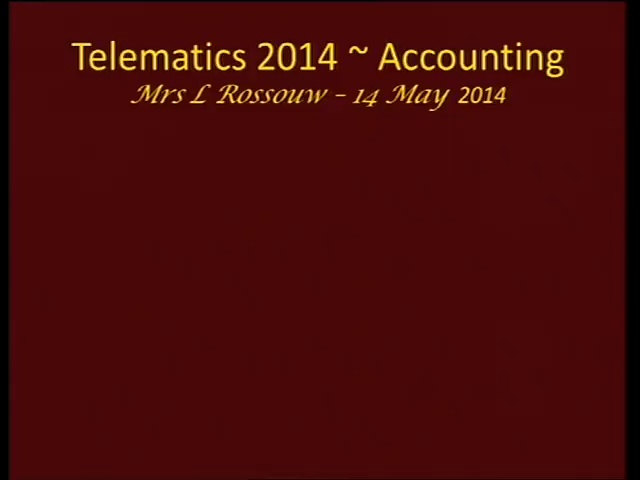 Telematics 2014 ~ Accounting
Mrs L Rossouw – 14 May 2014